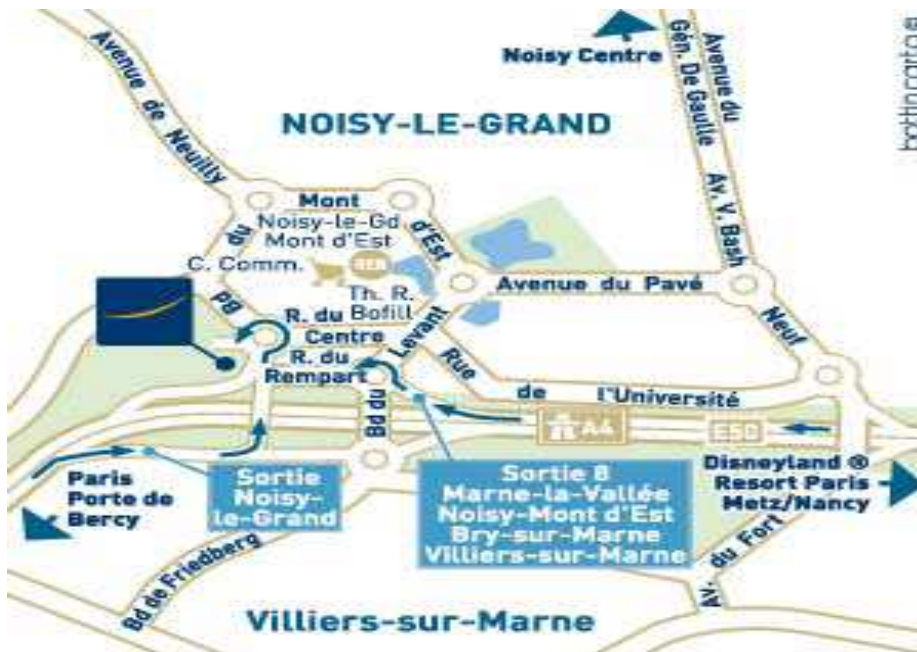 Avenue de Neuilly
Noisy Centre
Avenue du
Gén. De Gaulle
Av. V. Bash
NOISY-LE-GRAND
Bd du Mont d'Est
Noisy-le-Gd
Mont d'Est
C. Comm.
RER
Th. R.
Bofill
R. du
Centre
R. du
Rempart
Bd du Levant
Avenue du Pavé Neuf
Rue de l'Université
A4
E50
Paris
Porte de
Bercy
Sortie
Noisy-
le-Grand
Sortie 8
Marne-la-Vallée
Noisy-Mont d'Est
Bry-sur-Marne
Villiers-sur-Marne
Disneyland ®
Resort Paris
Metz/Nancy
Bd de Friedberg
Av. du Fort
Villiers-sur-Marne